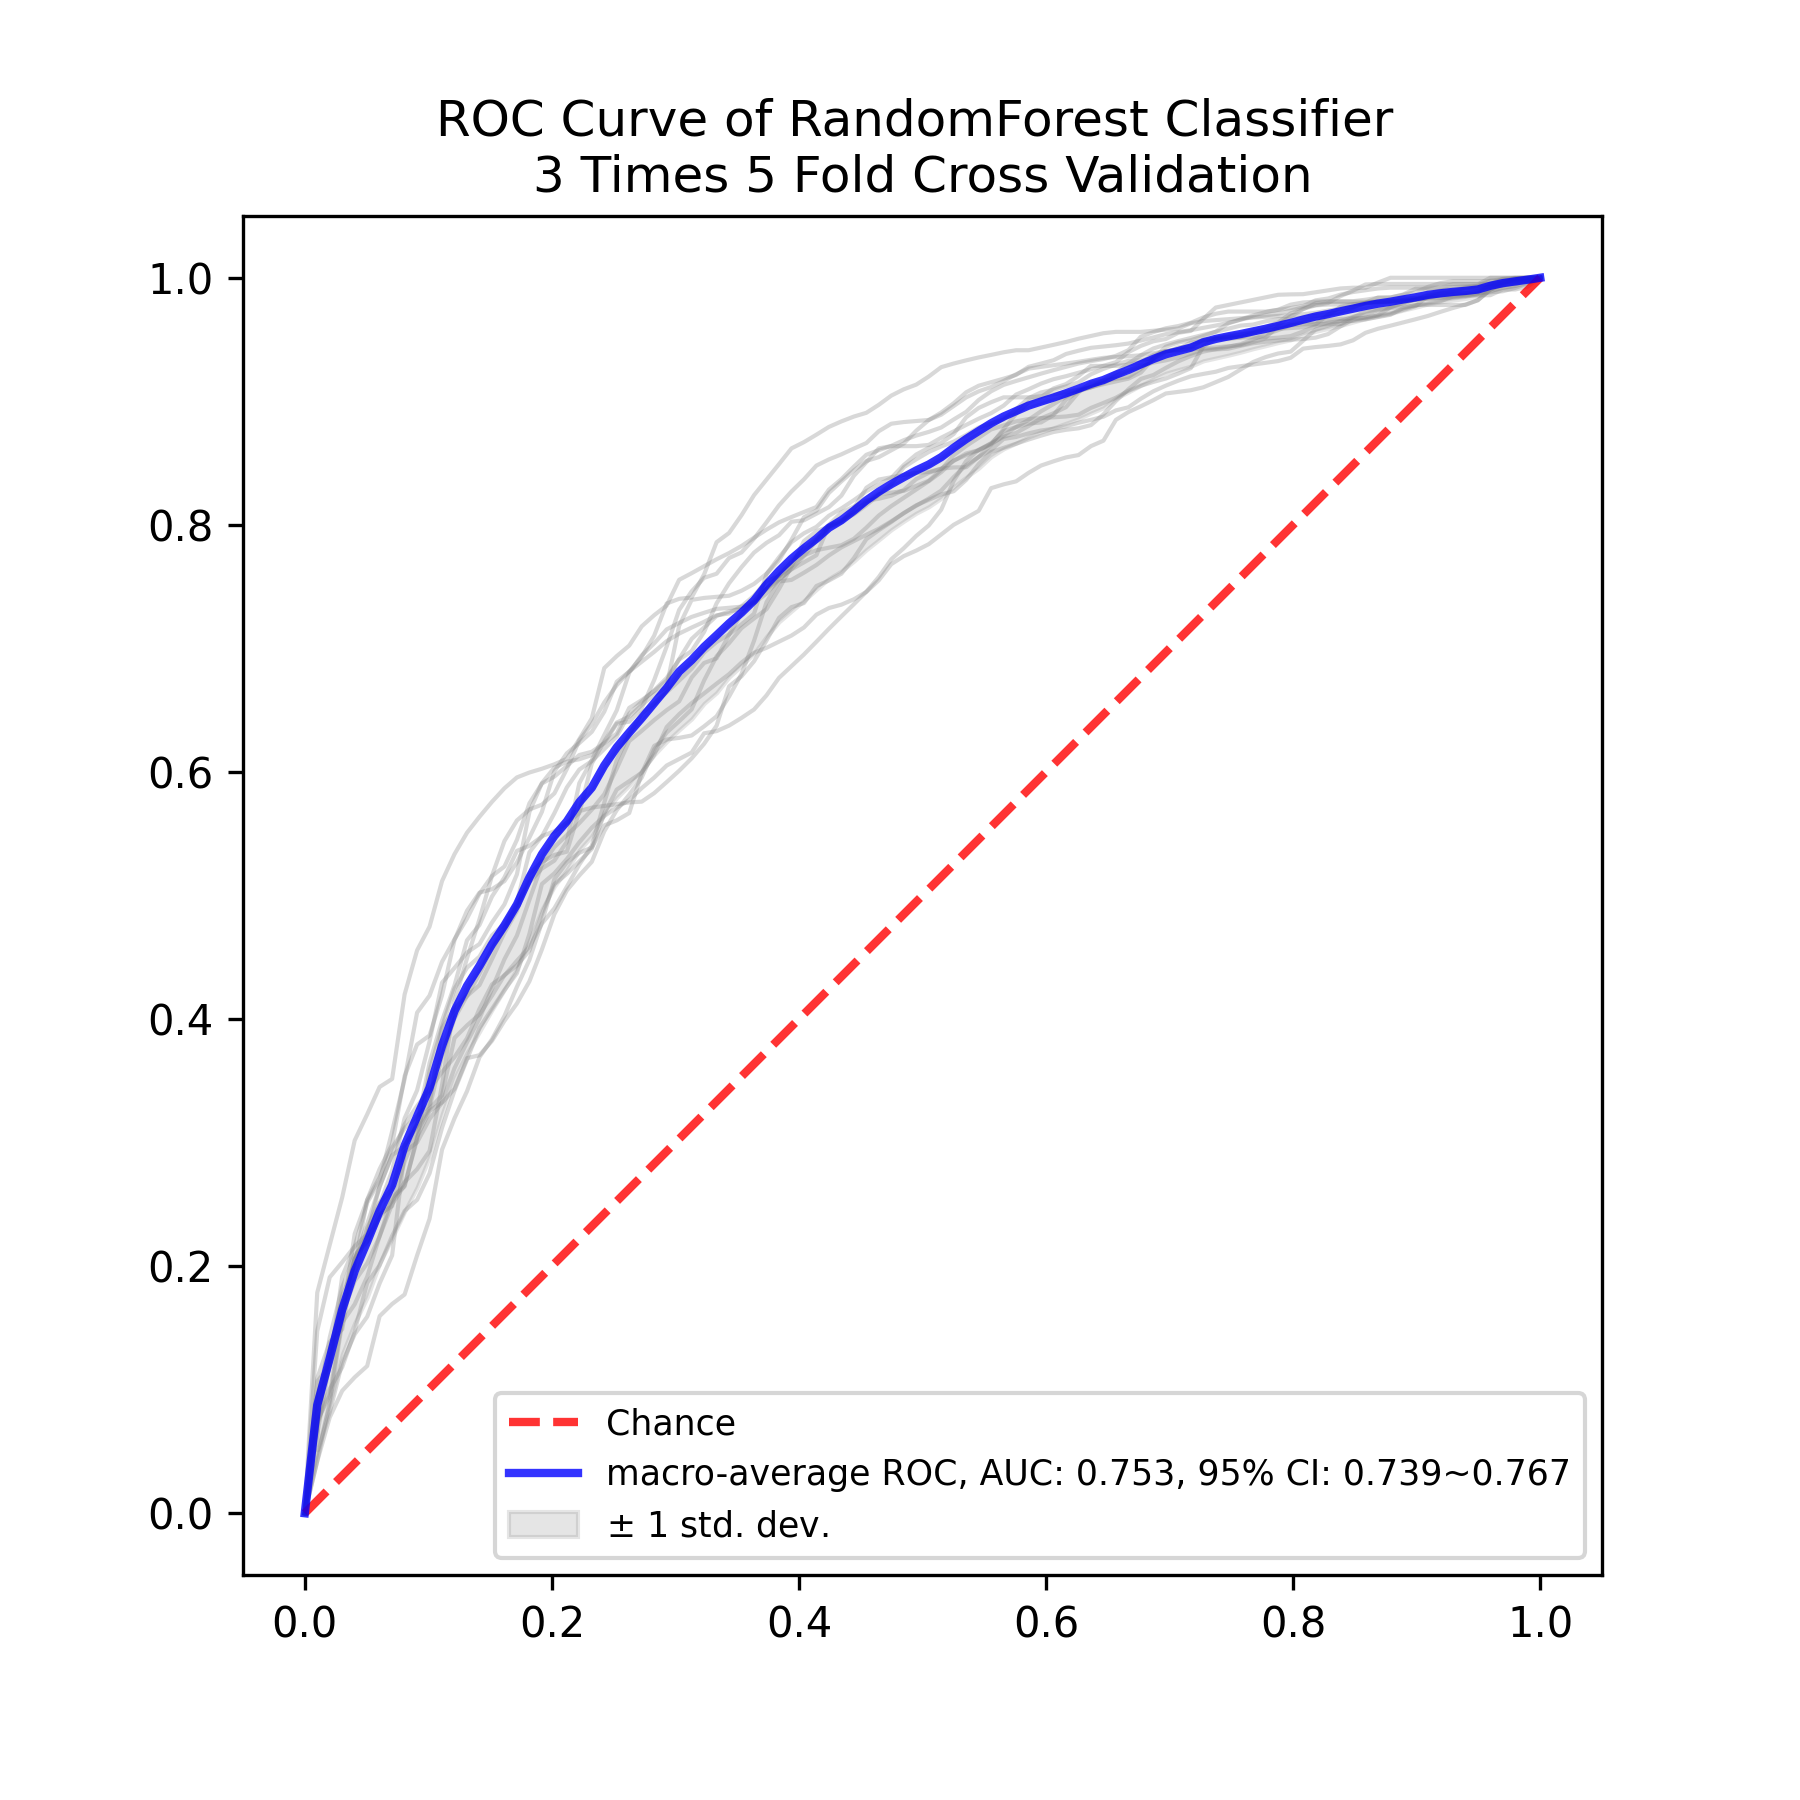 ROC Curve of RandomForest Classifier
3 Times 5 Fold Cross Validation
1.0
0.8
0.6
0.4
0.2
0.0
Chance
macro-average ROC, AUC: 0.753, 95% CI: 0.739~0.767
± 1 std. dev.
0.0 0.2 0.4 0.6 0.8 1.0